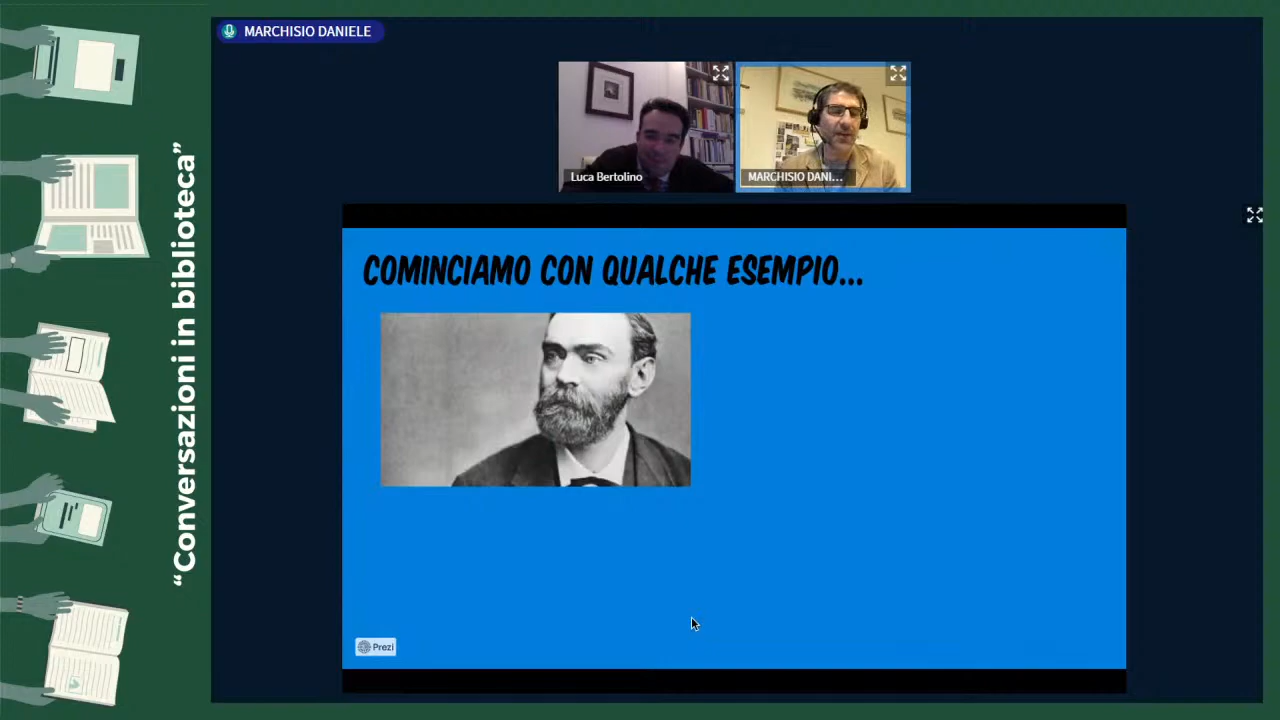 MARCHISIO DANIELE
Luca Bertolino
MARCHISIO DANI...
"Conversazioni in biblioteca"
COMINCIAMO CON QUALCHE ESEMPIO...
Prezi